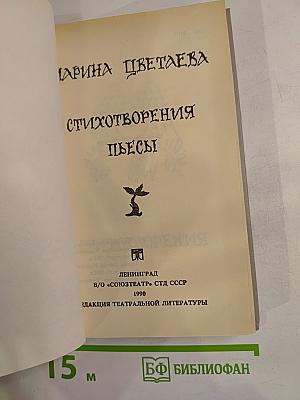 МАРИНА ЦВЕТАЕВА
СТИХОТВОРЕНИЯ
ПЬЕСЫ
ЛЕНИНГРАД
В/О «СОЮЗТЕАТР» СТД СССР
1990
РЕДАКЦИЯ ТЕАТРАЛЬНОЙ ЛИТЕРАТУРЫ
15 м
БФ БИБЛИОФАН